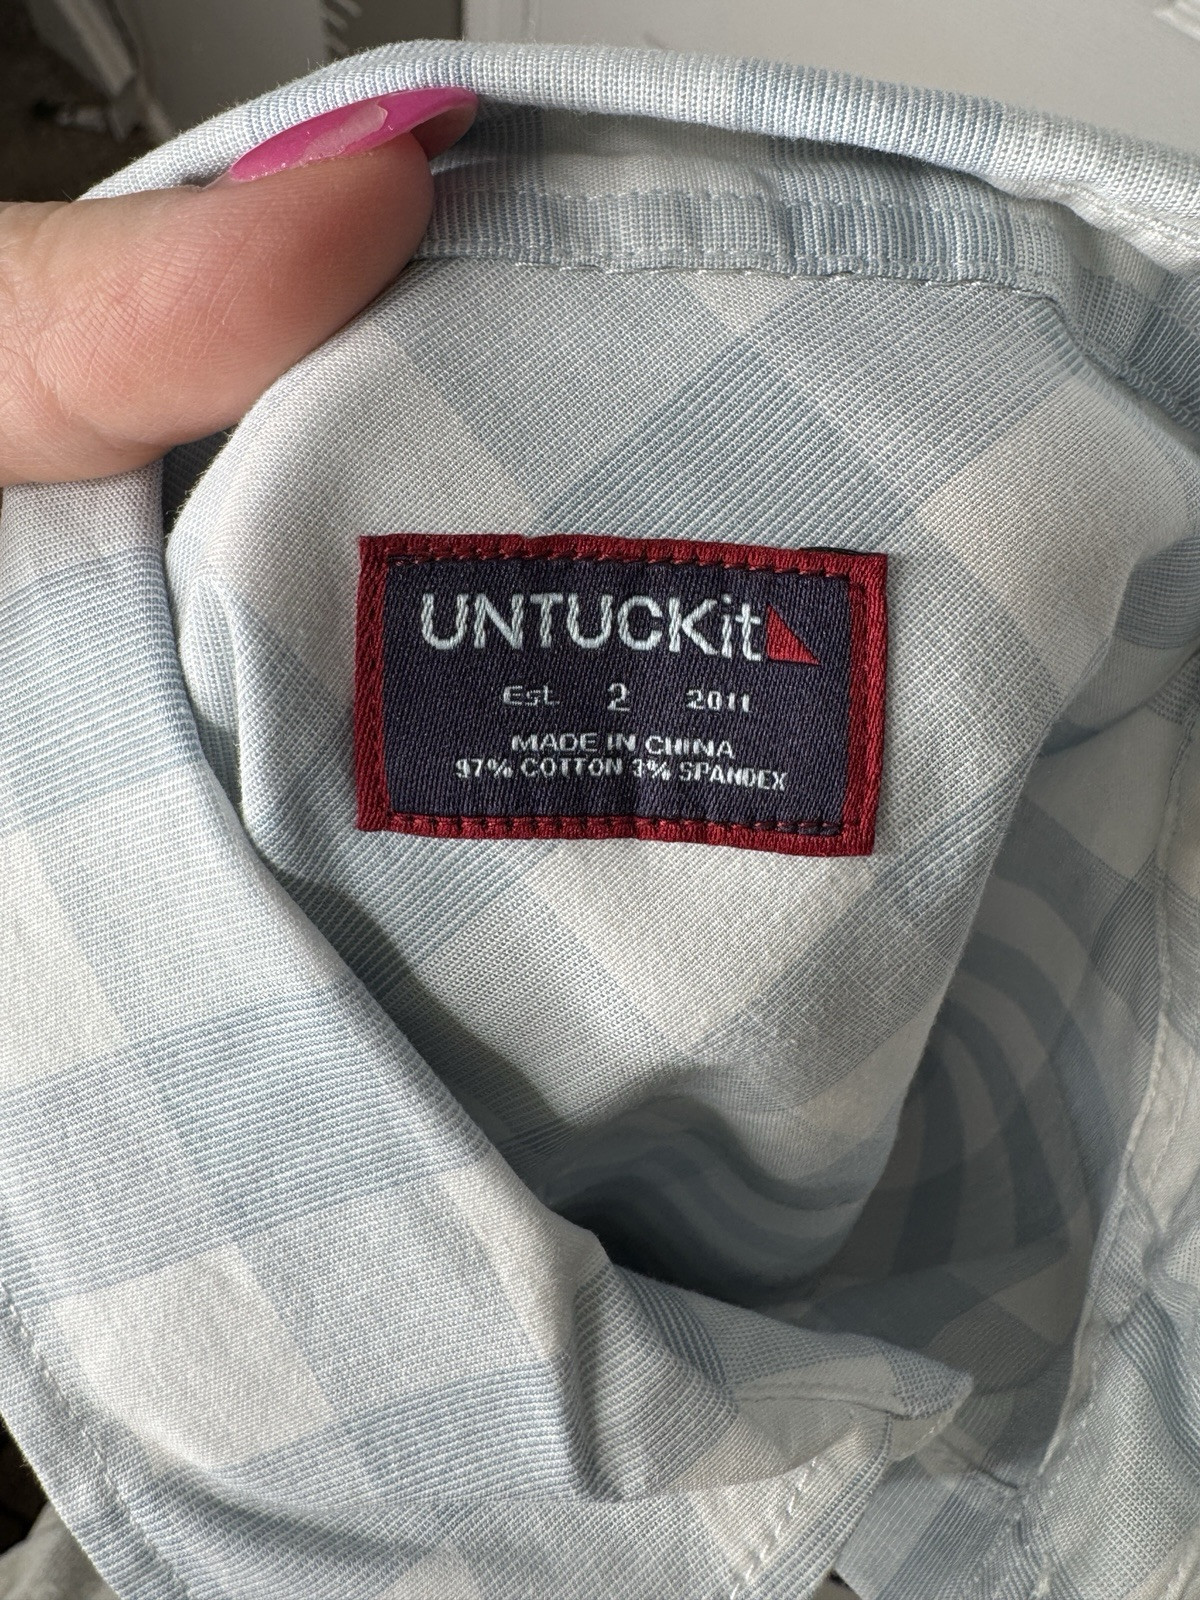 UNTUCKit
Est. 2 2011
MADE IN CHINA
97% COTTON 3% SPANDEX